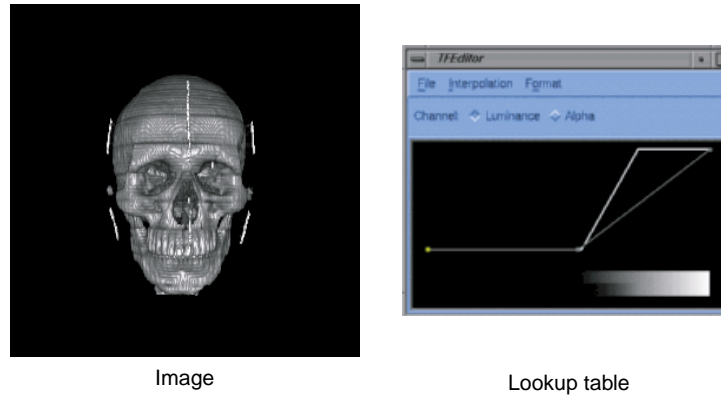 TFEditor
File Interpolation Format
Channel: Luminance Alpha
Image
Lookup table